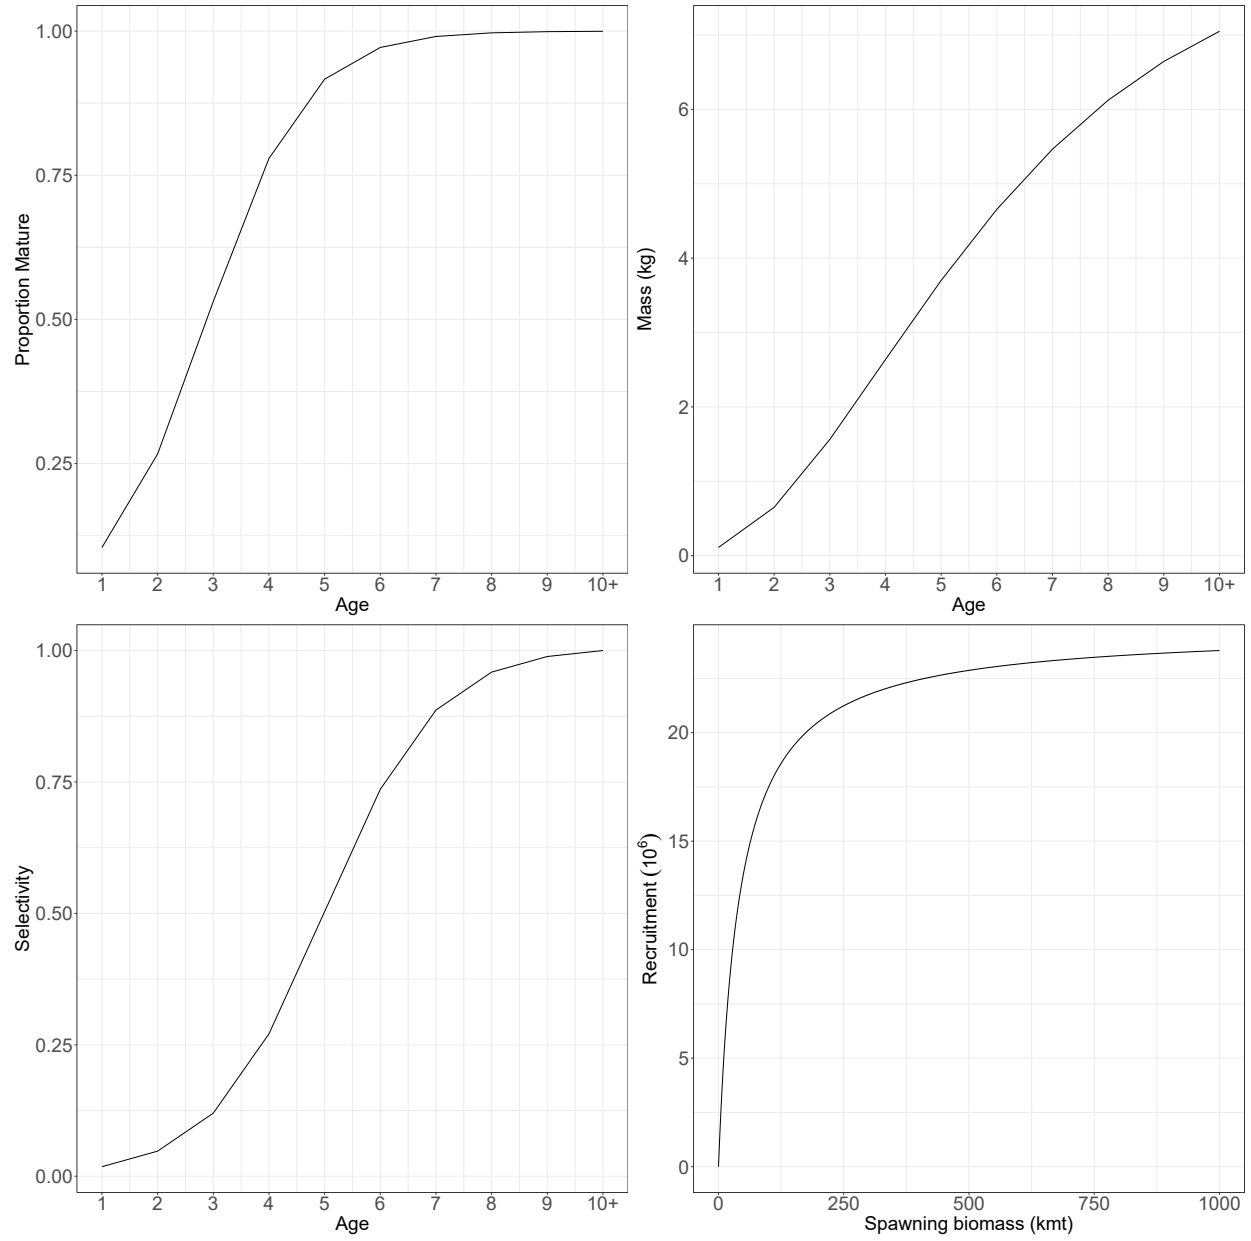 1.00
0.75
0.50
0.25
Proportion Mature
1 2 3 4 5 6 7 8 9 10+
Age
6
4
2
0
Mass (kg)
1 2 3 4 5 6 7 8 9 10+
Age
1.00
0.75
0.50
0.25
0.00
Selectivity
1 2 3 4 5 6 7 8 9 10+
Age
20
15
10
5
0
Recruitment (10⁶)
0 250 500 750 1000
Spawning biomass (kmt)